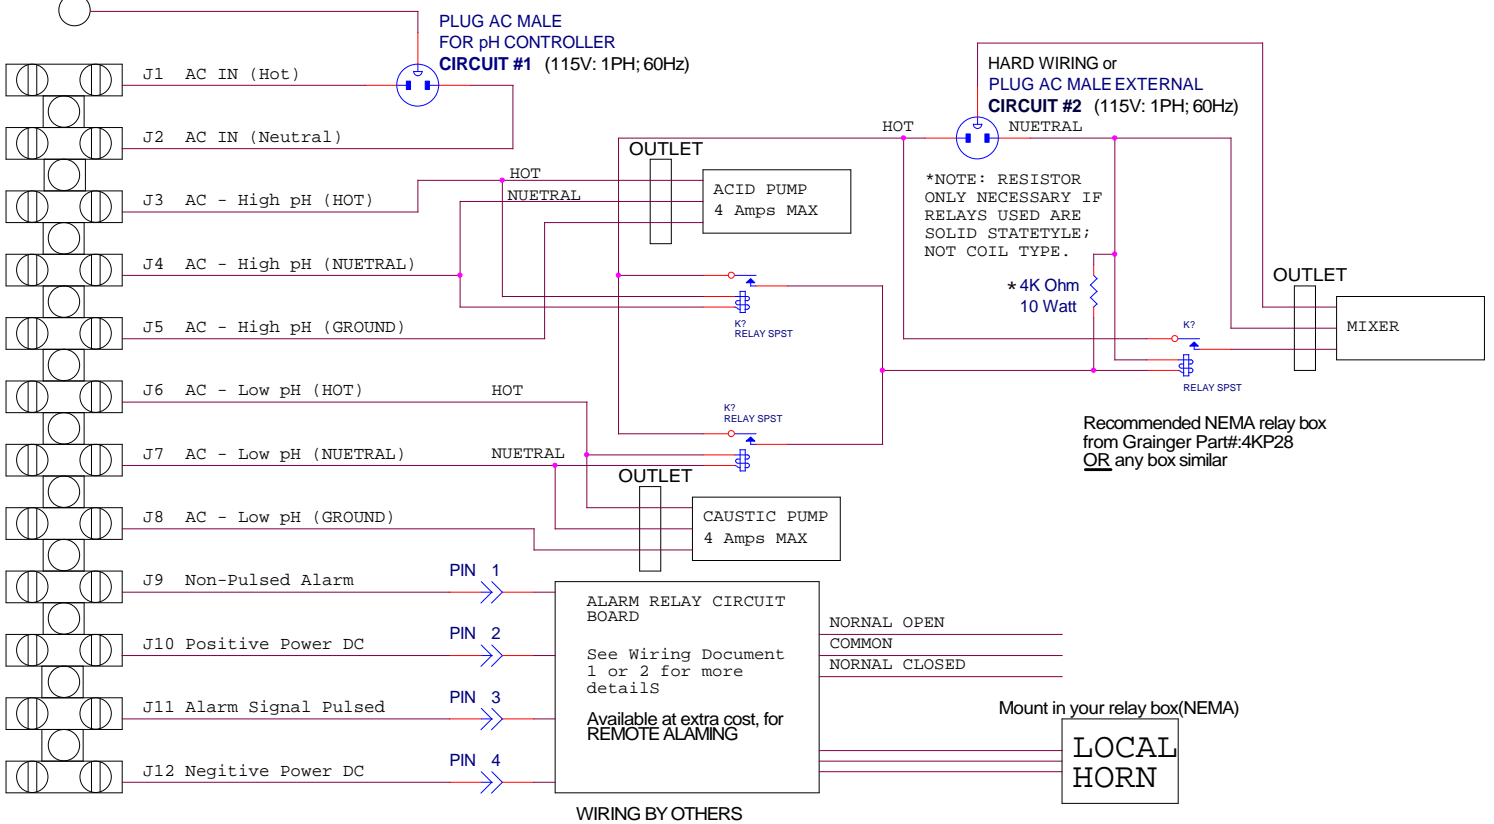 PLUG AC MALE
FOR pH CONTROLLER
CIRCUIT #1 (115V: 1PH; 60Hz)
HARD WIRING or
PLUG AC MALE EXTERNAL
CIRCUIT #2 (115V: 1PH; 60Hz)
HOT
NUETRAL
J1 AC IN (Hot)
J2 AC IN (Neutral)
J3 AC - High pH (HOT)
J4 AC - High pH (NUETRAL)
J5 AC - High pH (GROUND)
J6 AC - Low pH (HOT)
J7 AC - Low pH (NUETRAL)
J8 AC - Low pH (GROUND)
J9 Non-Pulsed Alarm
J10 Positive Power DC
J11 Alarm Signal Pulsed
J12 Negitive Power DC
OUTLET
HOT
NUETRAL
ACID PUMP
4 Amps MAX
*NOTE: RESISTOR
ONLY NECESSARY IF
RELAYS USED ARE
SOLID STATETYLE;
NOT COIL TYPE.
* 4K Ohm
10 Watt
K?
RELAY SPST
OUTLET
MIXER
K?
RELAY SPST
HOT
NUETRAL
K?
RELAY SPST
OUTLET
CAUSTIC PUMP
4 Amps MAX
Recommended NEMA relay box
from Grainger Part#:4KP28
OR any box similar
PIN 1
PIN 2
PIN 3
PIN 4
ALARM RELAY CIRCUIT
BOARD
See Wiring Document
1 or 2 for more
detailS
Available at extra cost, for
REMOTE ALAMING
NORNAL OPEN
COMMON
NORNAL CLOSED
Mount in your relay box(NEMA)
LOCAL
HORN
WIRING BY OTHERS